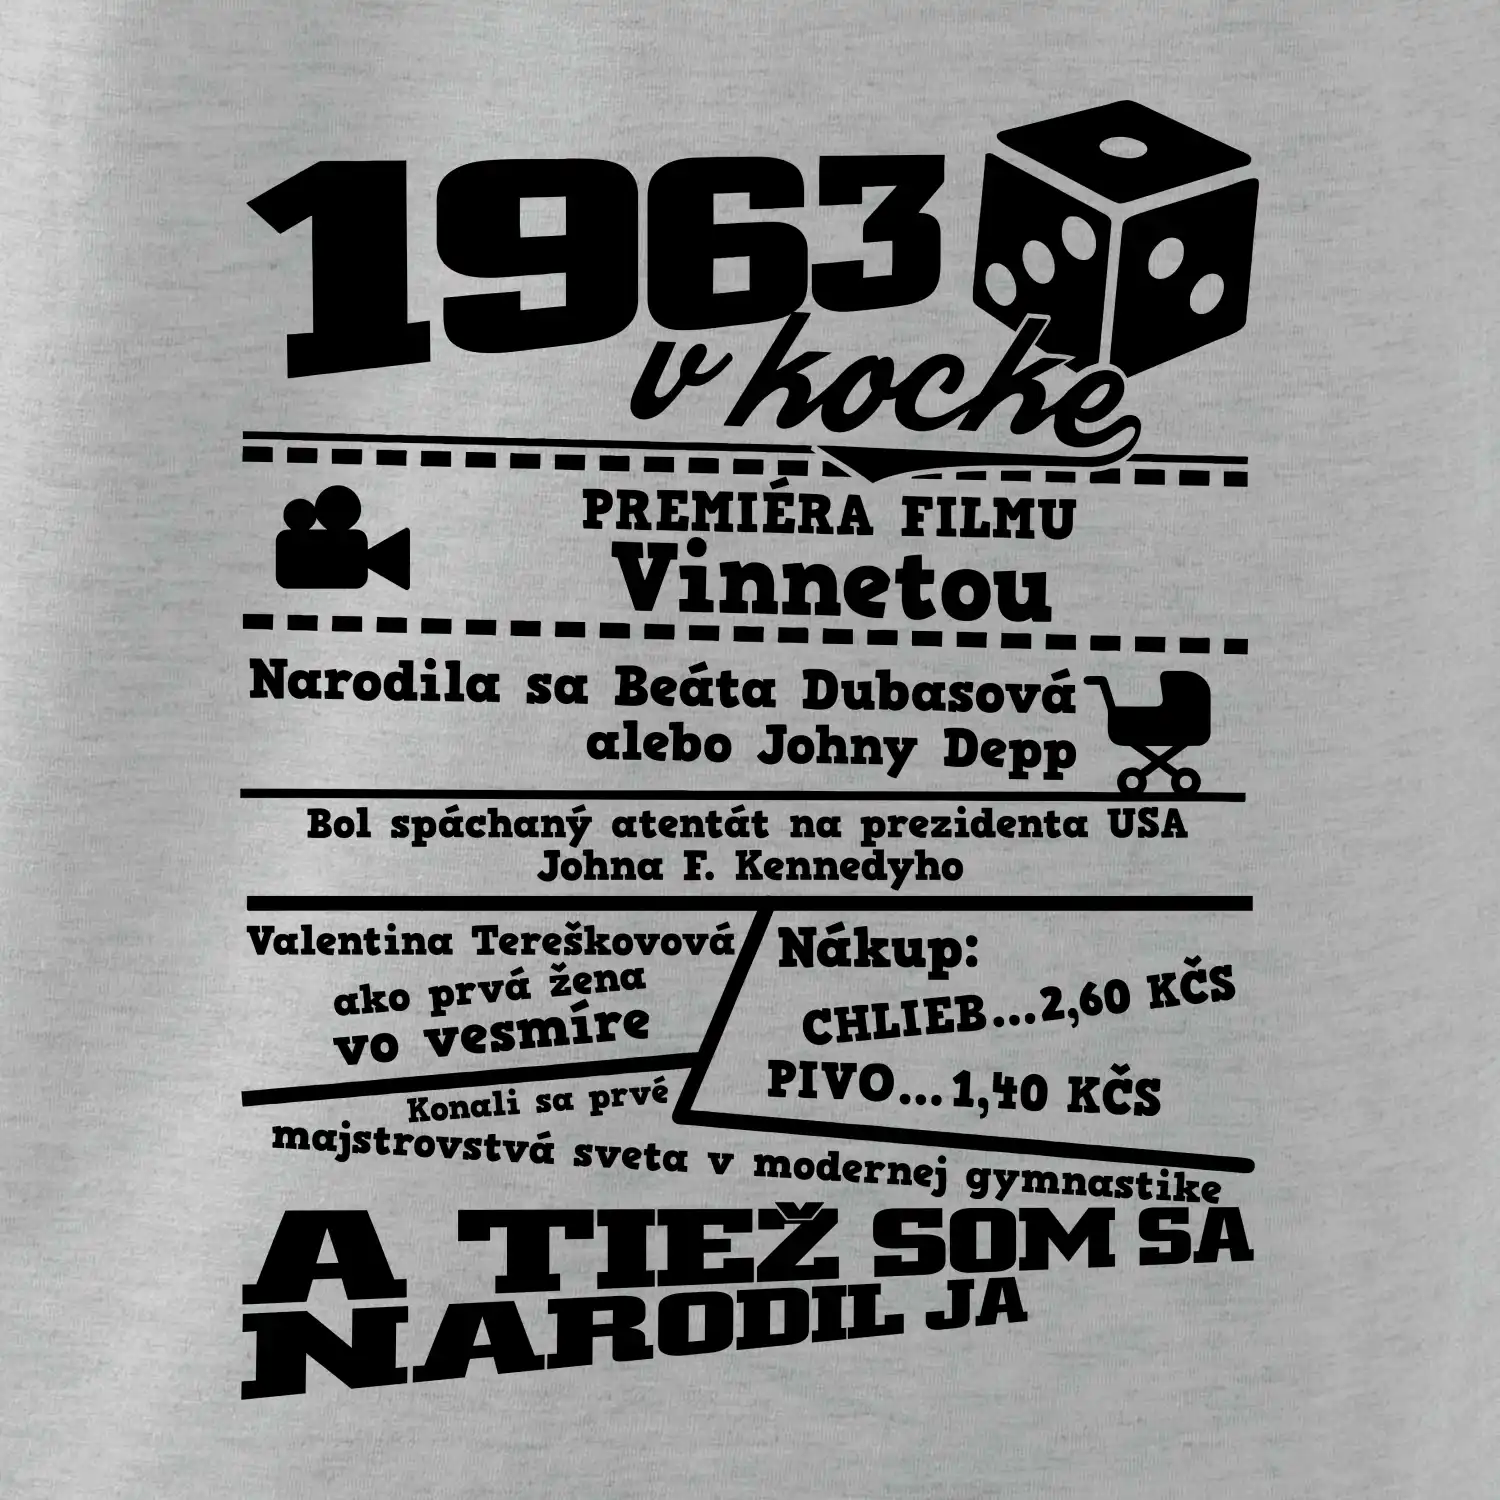 1963
v kocke
PREMIÉRA FILMU
Vinnetou
Narodila sa Beáta Dubasová
alebo Johny Depp
Bol spáchaný atentát na prezidenta USA
Johna F. Kennedyho
Valentina Tereškovová
ako prvá žena
vo vesmíre
Nákup:
CHLIEB...2,60 KČS
PIVO...1,40 KČS
Konali sa prvé
majstrovstvá sveta v modernej gymnastike
A TIEŽ SOM SA
NARODIL JA